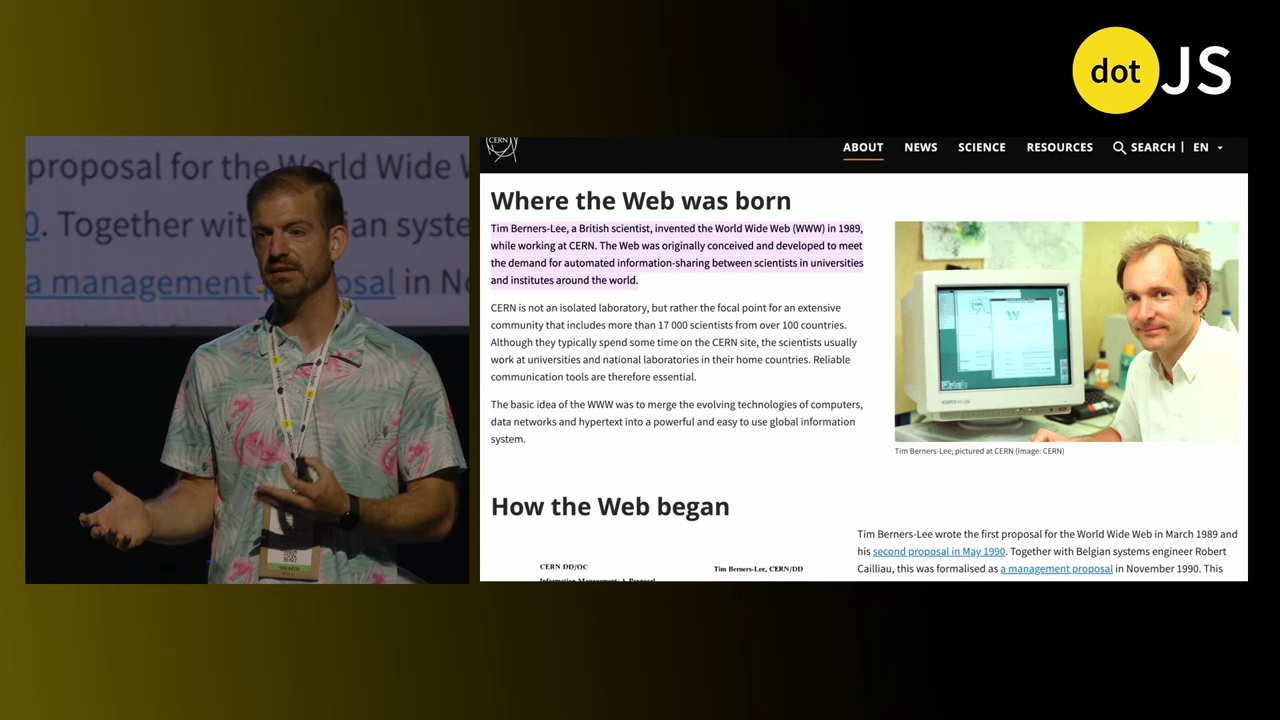 dot JS
proposal for the World Wide W
0. Together with
ian syste
a management
osal in No
CERN
ABOUT NEWS SCIENCE RESOURCES SEARCH | EN
Where the Web was born
Tim Berners-Lee, a British scientist, invented the World Wide Web (WWW) in 1989,
while working at CERN. The Web was originally conceived and developed to meet
the demand for automated information-sharing between scientists in universities
and institutes around the world.
CERN is not an isolated laboratory, but rather the focal point for an extensive
community that includes more than 17 000 scientists from over 100 countries.
Although they typically spend some time on the CERN site, the scientists usually
work at universities and national laboratories in their home countries. Reliable
communication tools are therefore essential.
The basic idea of the WWW was to merge the evolving technologies of computers,
data networks and hypertext into a powerful and easy to use global information
system.
Tim Berners-Lee, pictured at CERN (Image: CERN)
How the Web began
CERN DD/OC
Tim Berners-Lee, CERN/DD
Information Management: A Proposal
Tim Berners-Lee wrote the first proposal for the World Wide Web in March 1989 and
his second proposal in May 1990. Together with Belgian systems engineer Robert
Cailliau, this was formalised as a management proposal in November 1990. This